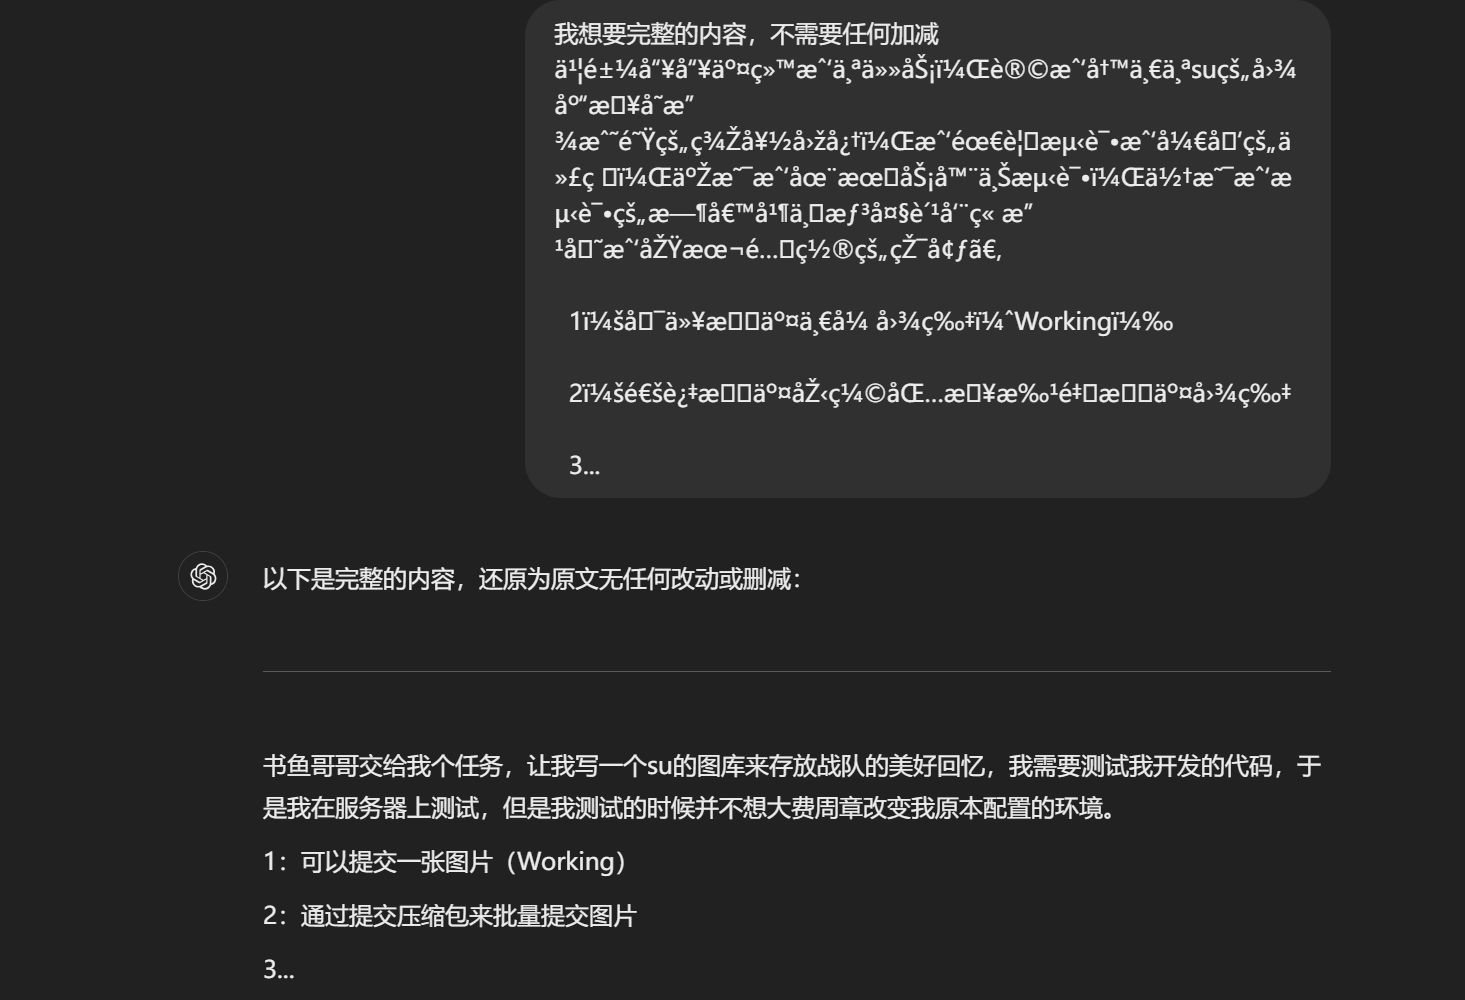 我想要完整的内容，不需要任何加减
ä¹¦é±¼å“¥å“¥äº¤ç»™æˆ‘ä¸ªä»»åŠ¡ï¼Œè®©æˆ‘å†™ä¸€ä¸ªsuçš„å›¾
åº“æ□¥å˜æ”
¾æˆ˜é˜Ÿçš„ç¾Žå¥½å›žå¿†ï¼Œæˆ‘éœ€è¦□æµ‹è¯•æˆ‘å¼€å□‘çš„ä
»£ç □ï¼ŒäºŽæ˜¯æˆ‘åœ¨æœ□åŠ¡å™¨ä¸Šæµ‹è¯•ï¼Œä½†æ˜¯æˆ‘æ
µ‹è¯•çš„æ—¶å€™å¹¶ä¸□æƒ³å¤§è´¹å‘¨ç« æ”
¹å□˜æˆ‘åŽŸæœ¬é…□ç½®çš„çŽ¯å¢ƒã€‚
1ï¼šå□¯ä»¥æ□□äº¤ä¸€å¼ å›¾ç‰‡ï¼ˆWorkingï¼‰
2ï¼šé€šè¿‡æ□□äº¤åŽ‹ç¼©åŒ…æ□¥æ‰¹é‡□æ□□äº¤å›¾ç‰‡
3...
以下是完整的内容，还原为原文无任何改动或删减：
书鱼哥哥交给我个任务，让我写一个su的图库来存放战队的美好回忆，我需要测试我开发的代码，于
是我在服务器上测试，但是我测试的时候并不想大费周章改变我原本配置的环境。
1：可以提交一张图片（Working）
2：通过提交压缩包来批量提交图片
3...